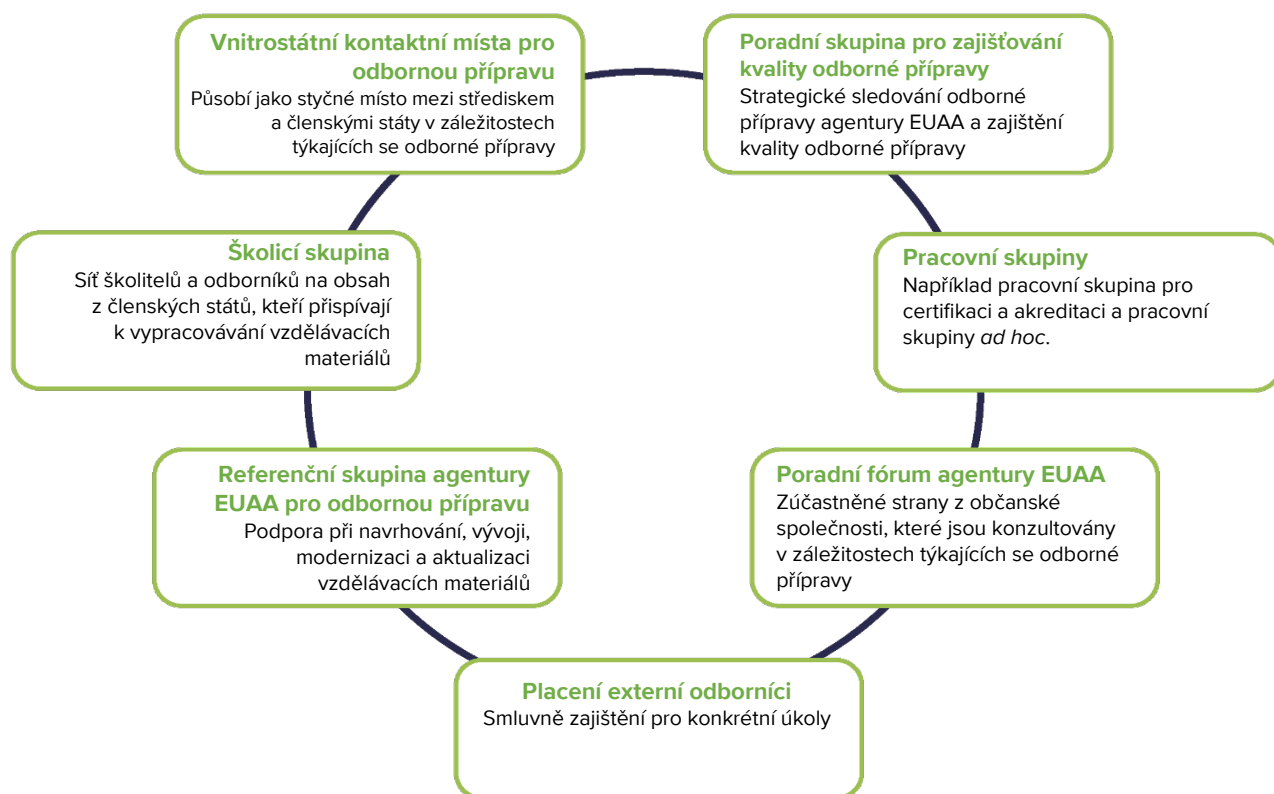 Vnitrostátní kontaktní místa pro
odbornou přípravu
Působí jako styčné místo mezi střediskem
a členskými státy v záležitostech
týkajících se odborné přípravy
Poradní skupina pro zajišťování
kvality odborné přípravy
Strategické sledování odborné
přípravy agentury EUAA a zajištění
kvality odborné přípravy
Školicí skupina
Síť školitelů a odborníků na obsah
z členských států, kteří přispívají
k vypracovávání vzdělávacích
materiálů
Pracovní skupiny
Například pracovní skupina pro
certifikaci a akreditaci a pracovní
skupiny ad hoc.
Referenční skupina agentury
EUAA pro odbornou přípravu
Podpora při navrhování, vývoji,
modernizaci a aktualizaci
vzdělávacích materiálů
Poradní fórum agentury EUAA
Zúčastněné strany z občanské
společnosti, které jsou konzultovány
v záležitostech týkajících se odborné
přípravy
Placení externí odborníci
Smluvně zajištění pro konkrétní úkoly